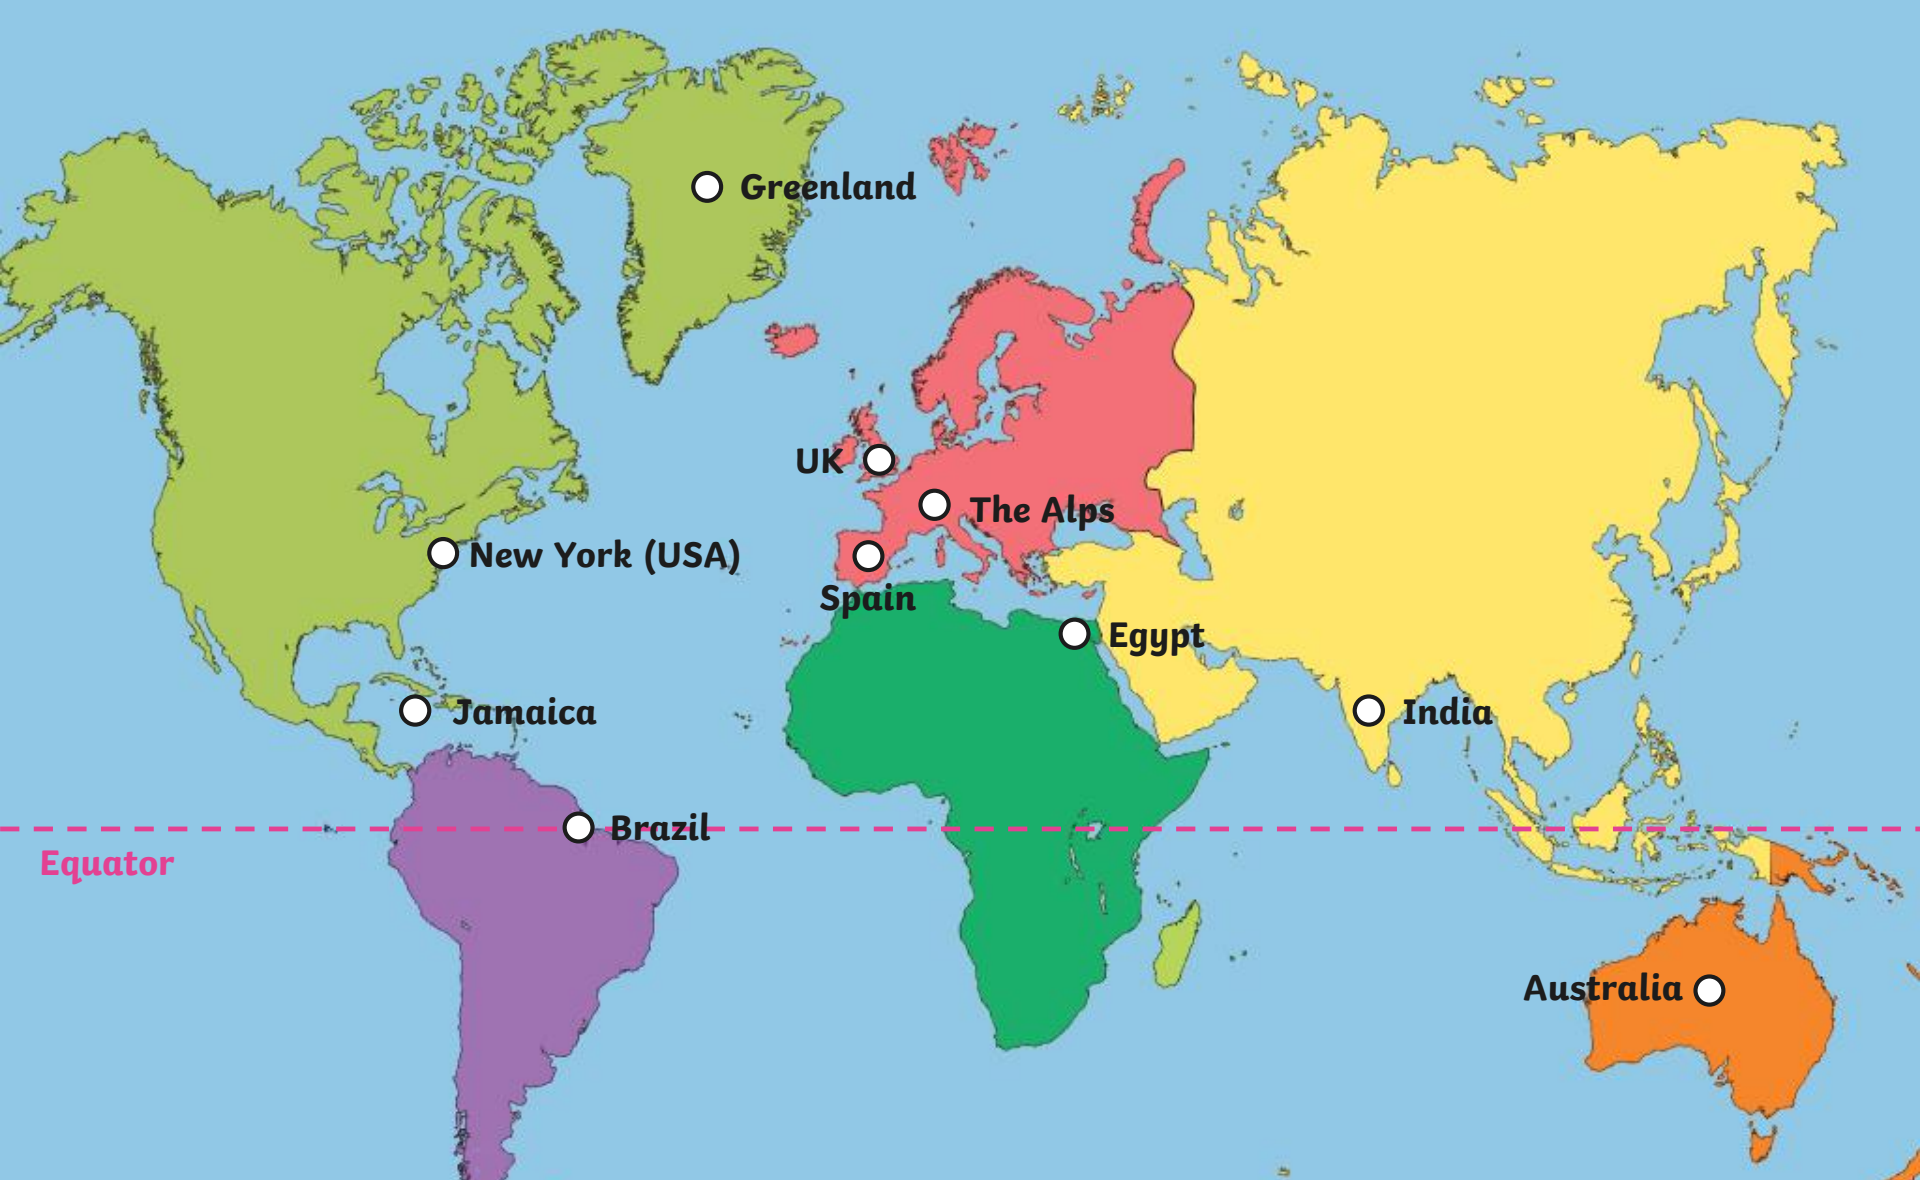 Greenland
UK
The Alps
New York (USA)
Spain
Egypt
Jamaica
India
Brazil
Equator
Australia